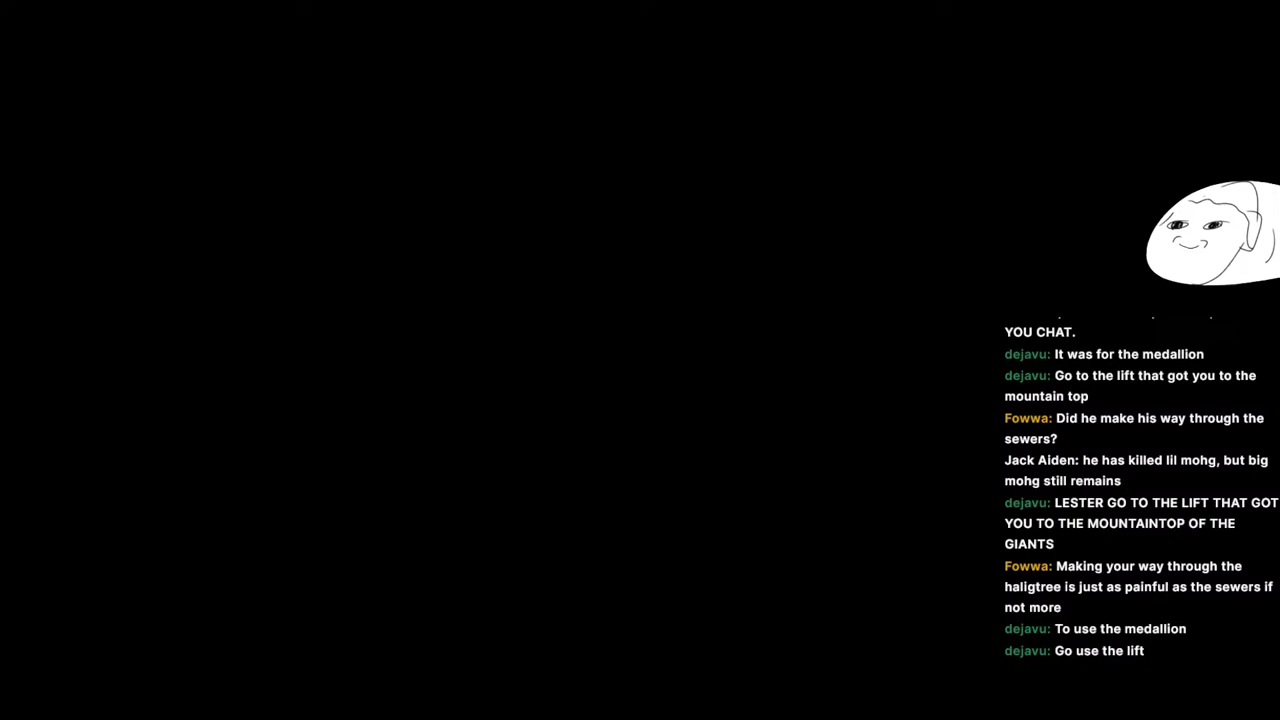 YOU CHAT.
dejavu: It was for the medallion
dejavu: Go to the lift that got you to the
mountain top
Fowwa: Did he make his way through the
sewers?
Jack Aiden: he has killed lil mohg, but big
mohg still remains
dejavu: LESTER GO TO THE LIFT THAT GOT
YOU TO THE MOUNTAINTOP OF THE
GIANTS
Fowwa: Making your way through the
haligtree is just as painful as the sewers if
not more
dejavu: To use the medallion
dejavu: Go use the lift